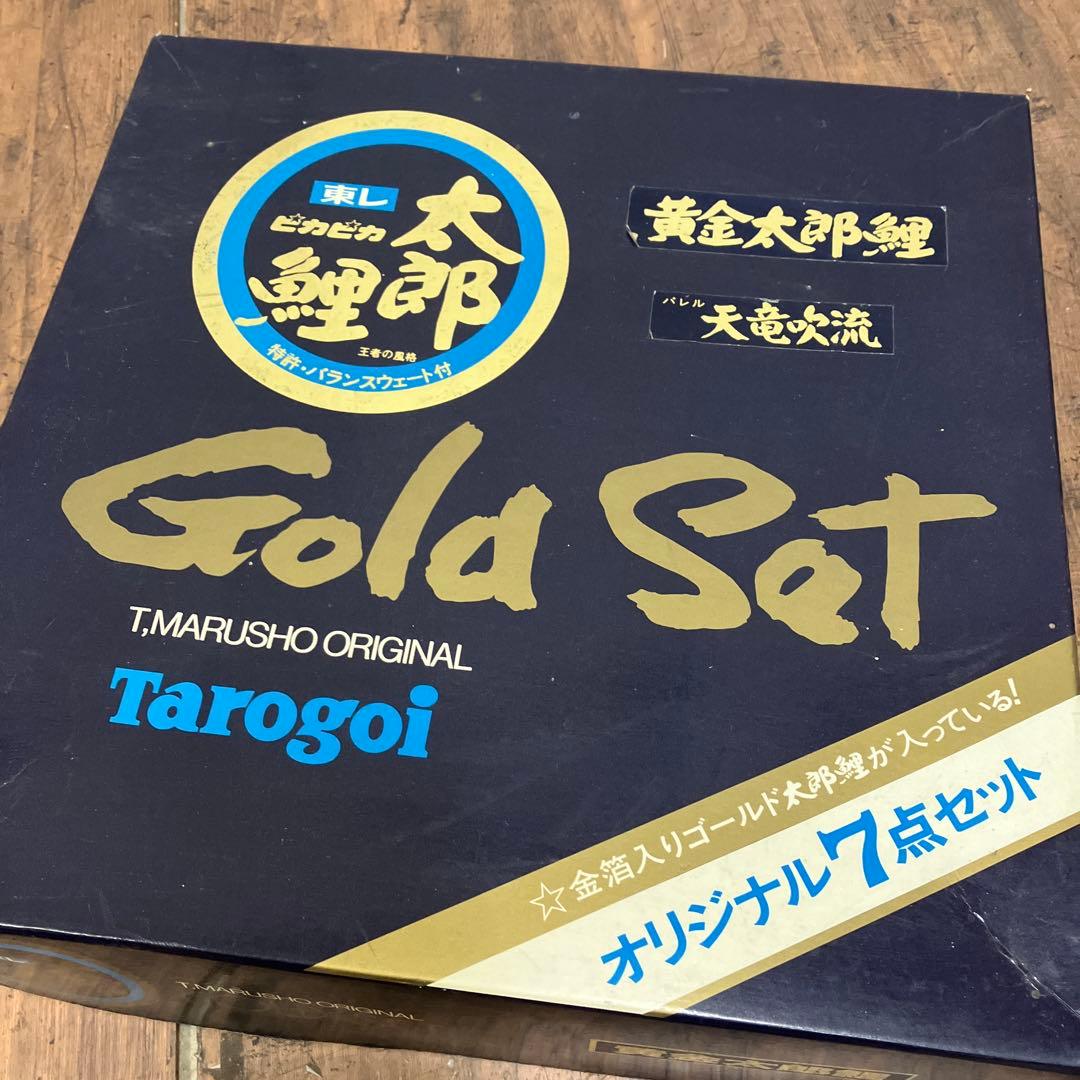 東レ
ピカピカ
太郎鯉
王者の風格
特許・バランスウェート付
黄金太郎鯉
パレル
天竜吹流
Gold Set
T,MARUSHO ORIGINAL
Tarogoi
☆金箔入りゴールド太郎鯉が入っている!
オリジナル7点セット
T,MARUSHO ORIGINAL